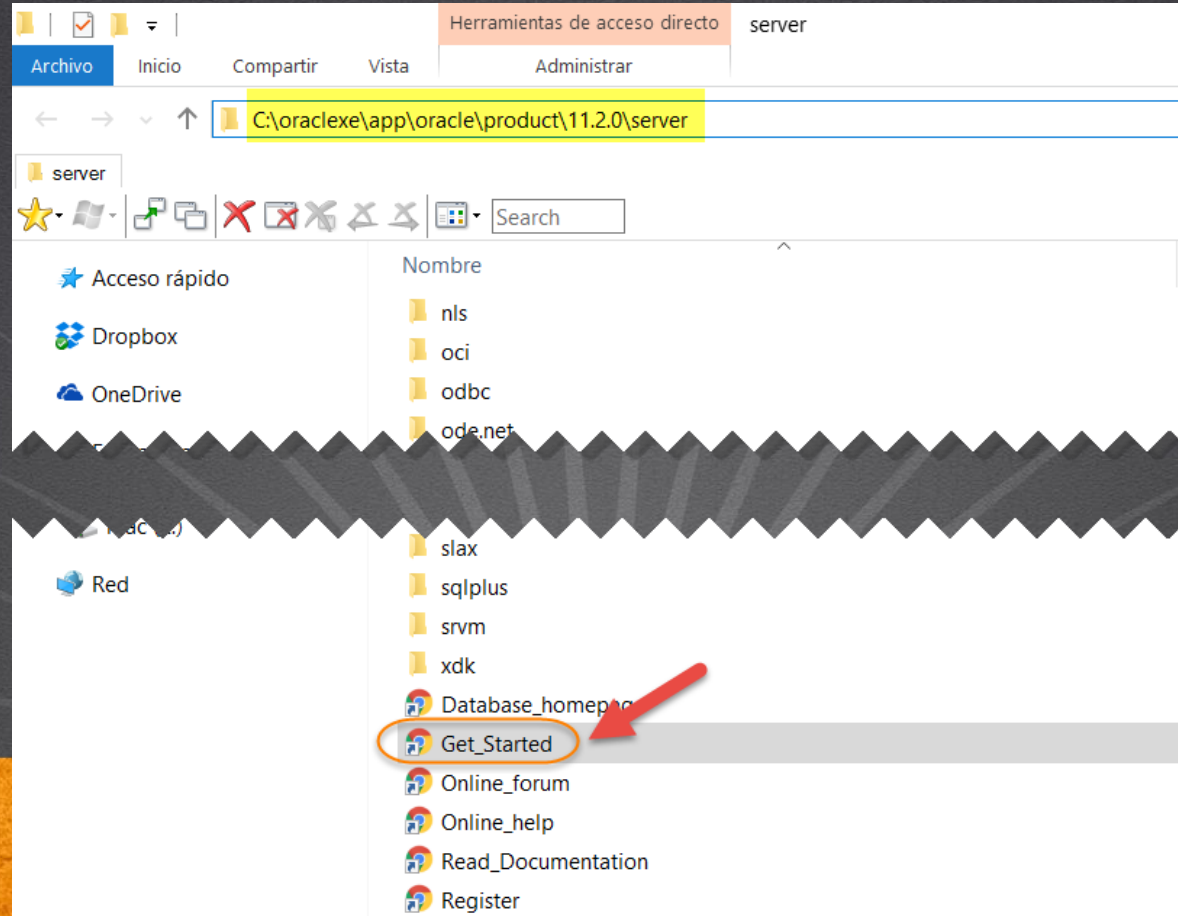 Herramientas de acceso directo
server
Archivo
Inicio
Compartir
Vista
Administrar
C:\oraclexe\app\oracle\product\11.2.0\server
server
Search
Acceso rápido
Dropbox
OneDrive
Red
Nombre
nls
oci
odbc
ode.net
slax
sqlplus
srvm
xdk
Get_Started
Online_forum
Online_help
Read_Documentation
Register